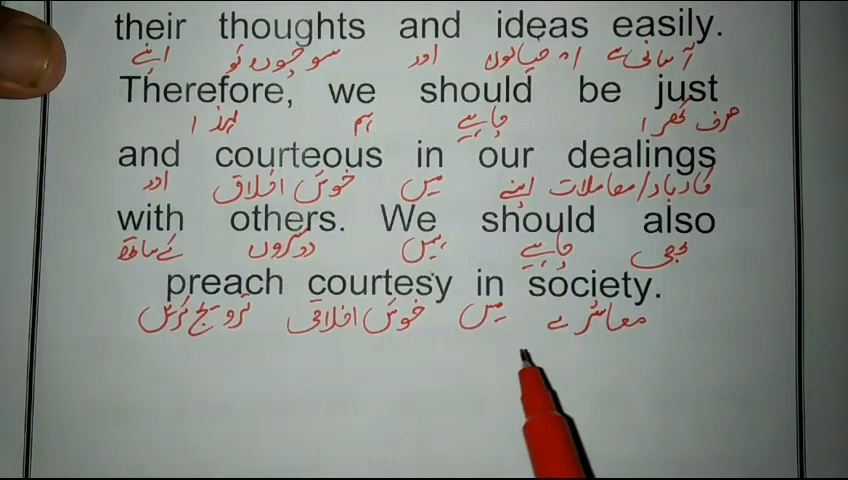 their thoughts and ideas easily.
اپنے سوچوں کو اور خیالوں آسانی سے
Therefore, we should be just
لہذا ہم چاہیے صرف کھرا
and courteous in our dealings
اور خوش اخلاق میں اپنے کاروبار/معاملات
with others. We should also
کے ساتھ دوسروں ہمیں چاہیے بھی
preach courtesy in society.
ترویج کریں خوش اخلاقی میں معاشرے